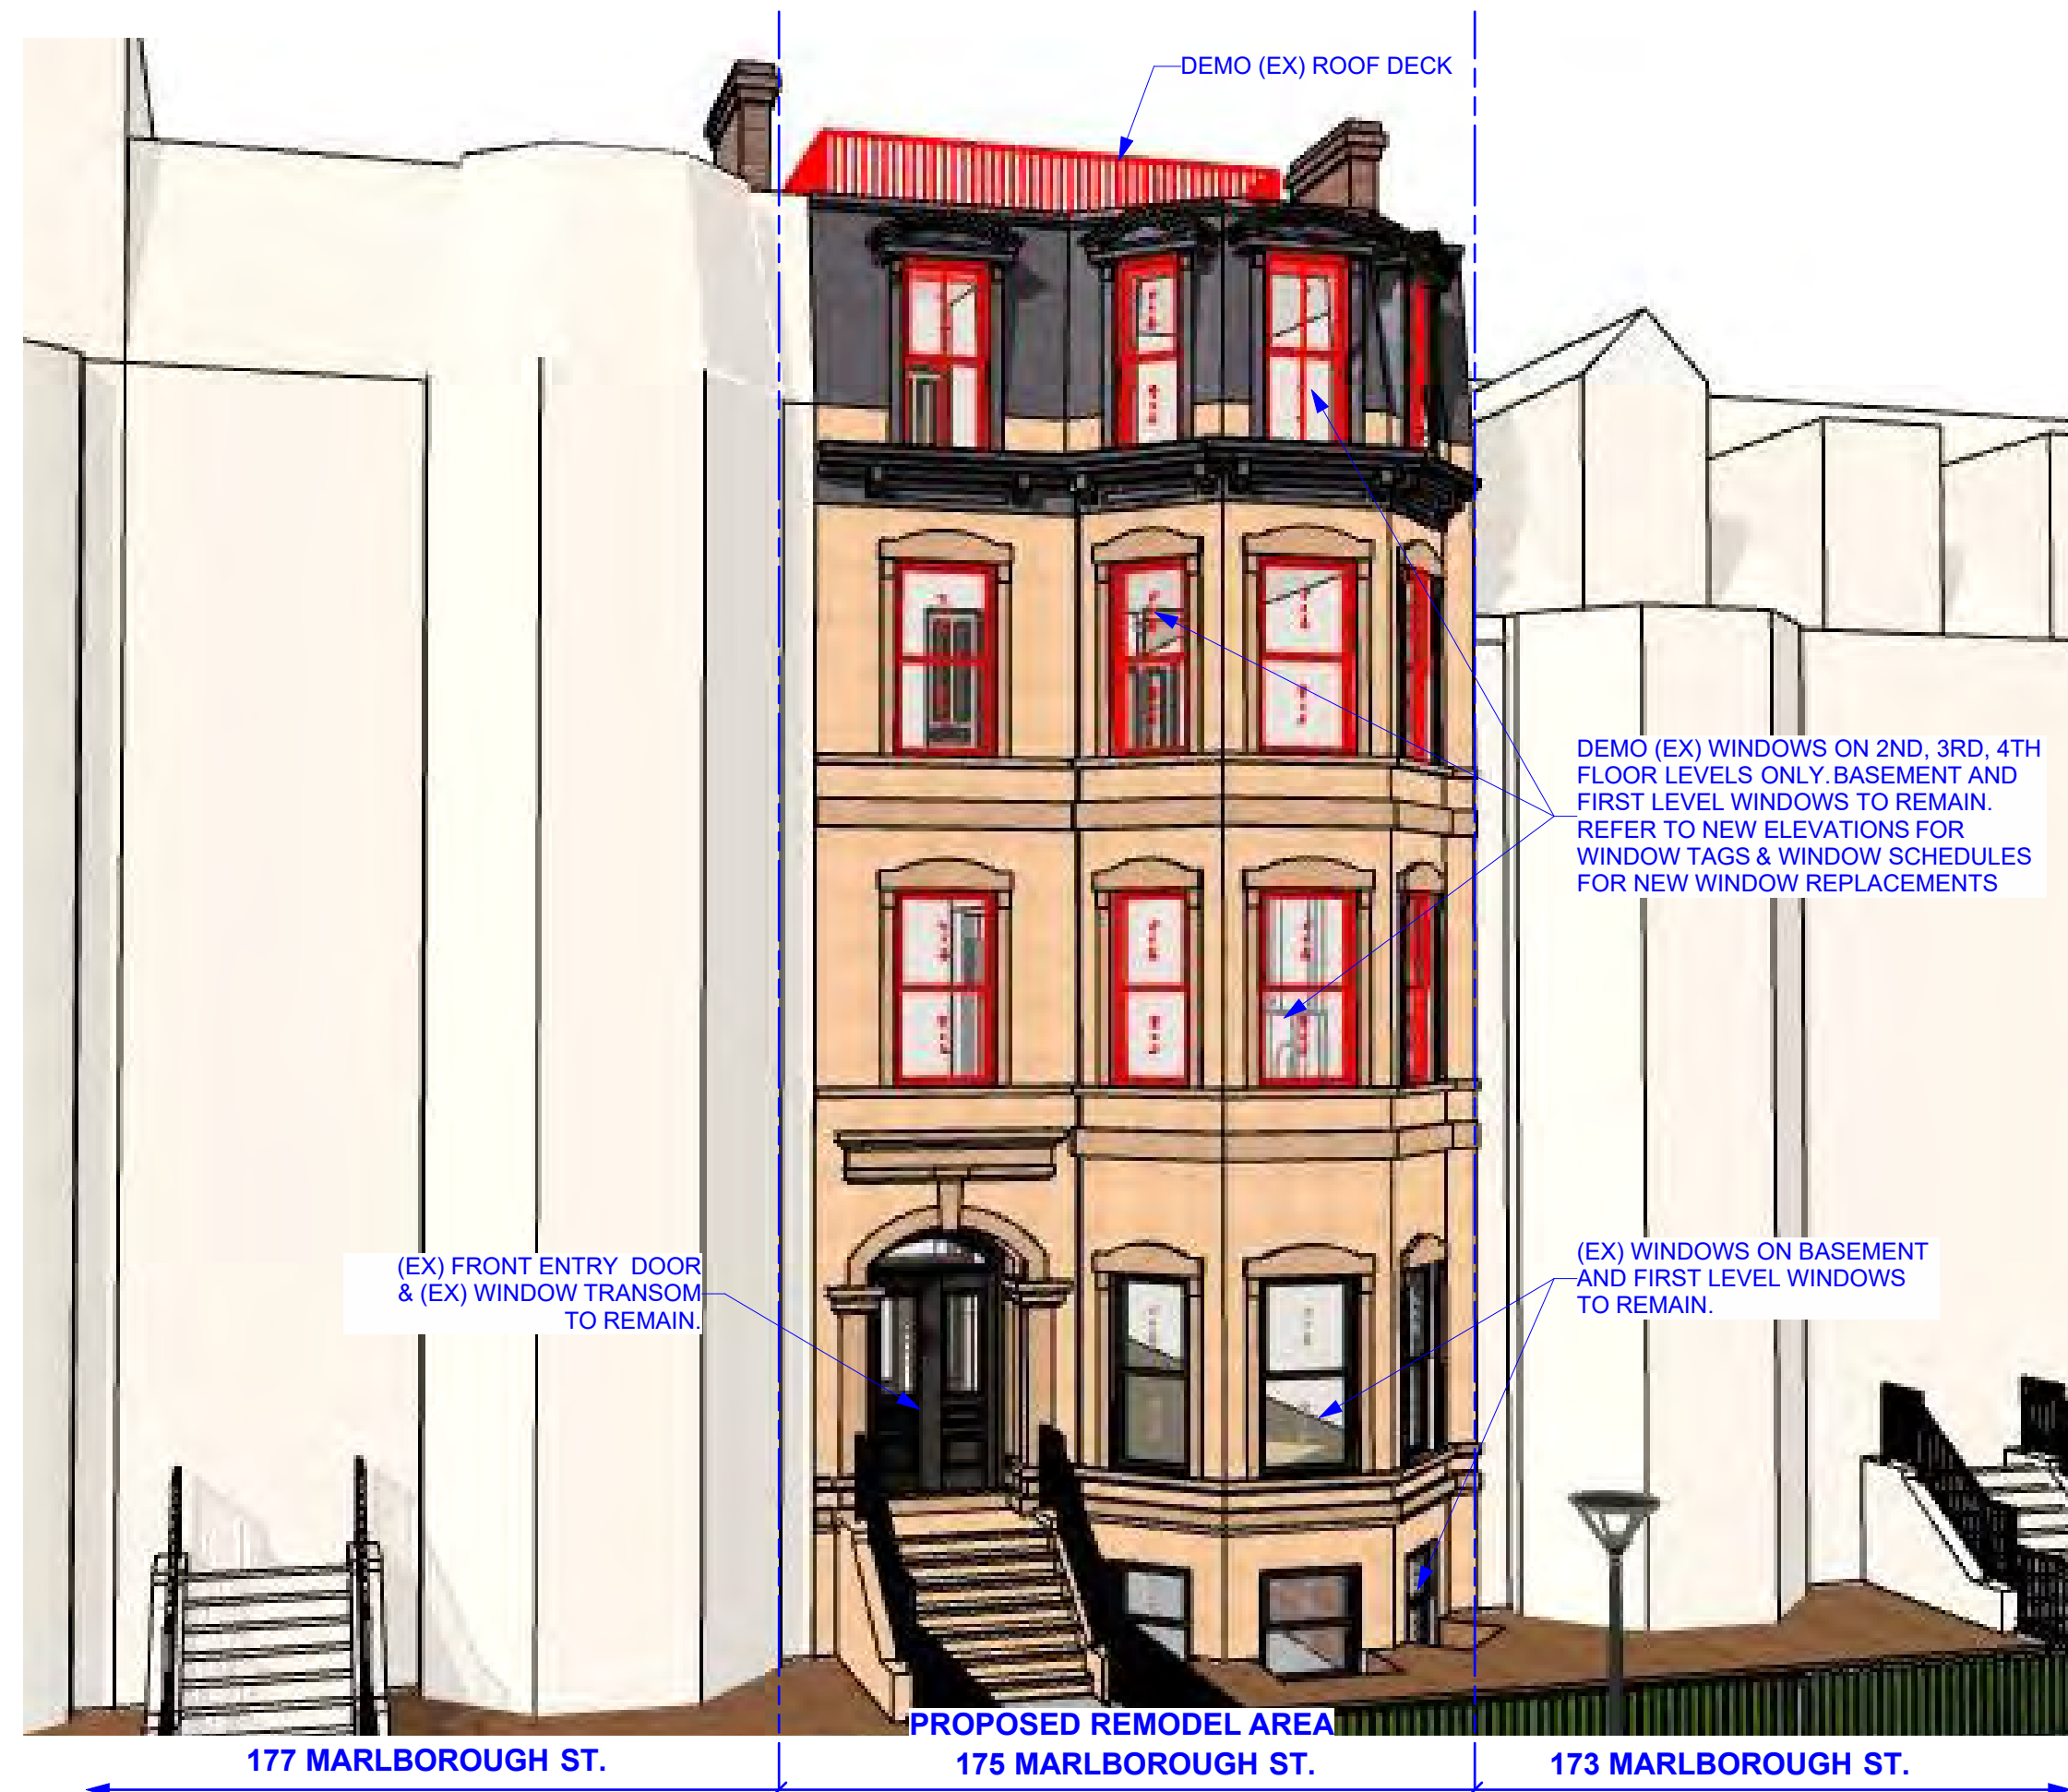 DEMO (EX) ROOF DECK
DEMO (EX) WINDOWS ON 2ND, 3RD, 4TH
FLOOR LEVELS ONLY. BASEMENT AND
FIRST LEVEL WINDOWS TO REMAIN.
REFER TO NEW ELEVATIONS FOR
WINDOW TAGS & WINDOW SCHEDULES
FOR NEW WINDOW REPLACEMENTS
(EX) FRONT ENTRY DOOR
& (EX) WINDOW TRANSOM
TO REMAIN.
(EX) WINDOWS ON BASEMENT
AND FIRST LEVEL WINDOWS
TO REMAIN.
PROPOSED REMODEL AREA
177 MARLBOROUGH ST.
175 MARLBOROUGH ST.
173 MARLBOROUGH ST.